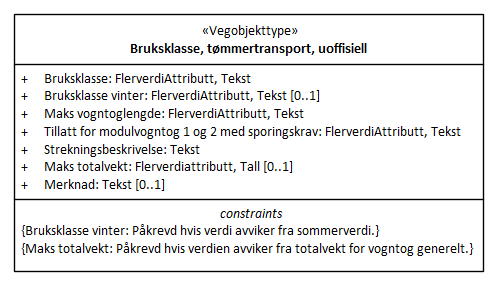 «Vegobjekttype»
Bruksklasse, tømmertransport, uoffisiell
+ Bruksklasse: FlerverdiAttributt, Tekst
+ Bruksklasse vinter: FlerverdiAttributt, Tekst [0..1]
+ Maks vogntoglengde: FlerverdiAttributt, Tekst
+ Tillatt for modulvogntog 1 og 2 med sporingskrav: FlerverdiAttributt, Tekst
+ Strekningsbeskrivelse: Tekst
+ Maks totalvekt: Flerverdiattributt, Tall [0..1]
+ Merknad: Tekst [0..1]
constraints
{Bruksklasse vinter: Påkrevd hvis verdi avviker fra sommerverdi.}
{Maks totalvekt: Påkrevd hvis verdien avviker fra totalvekt for vogntog generelt.}